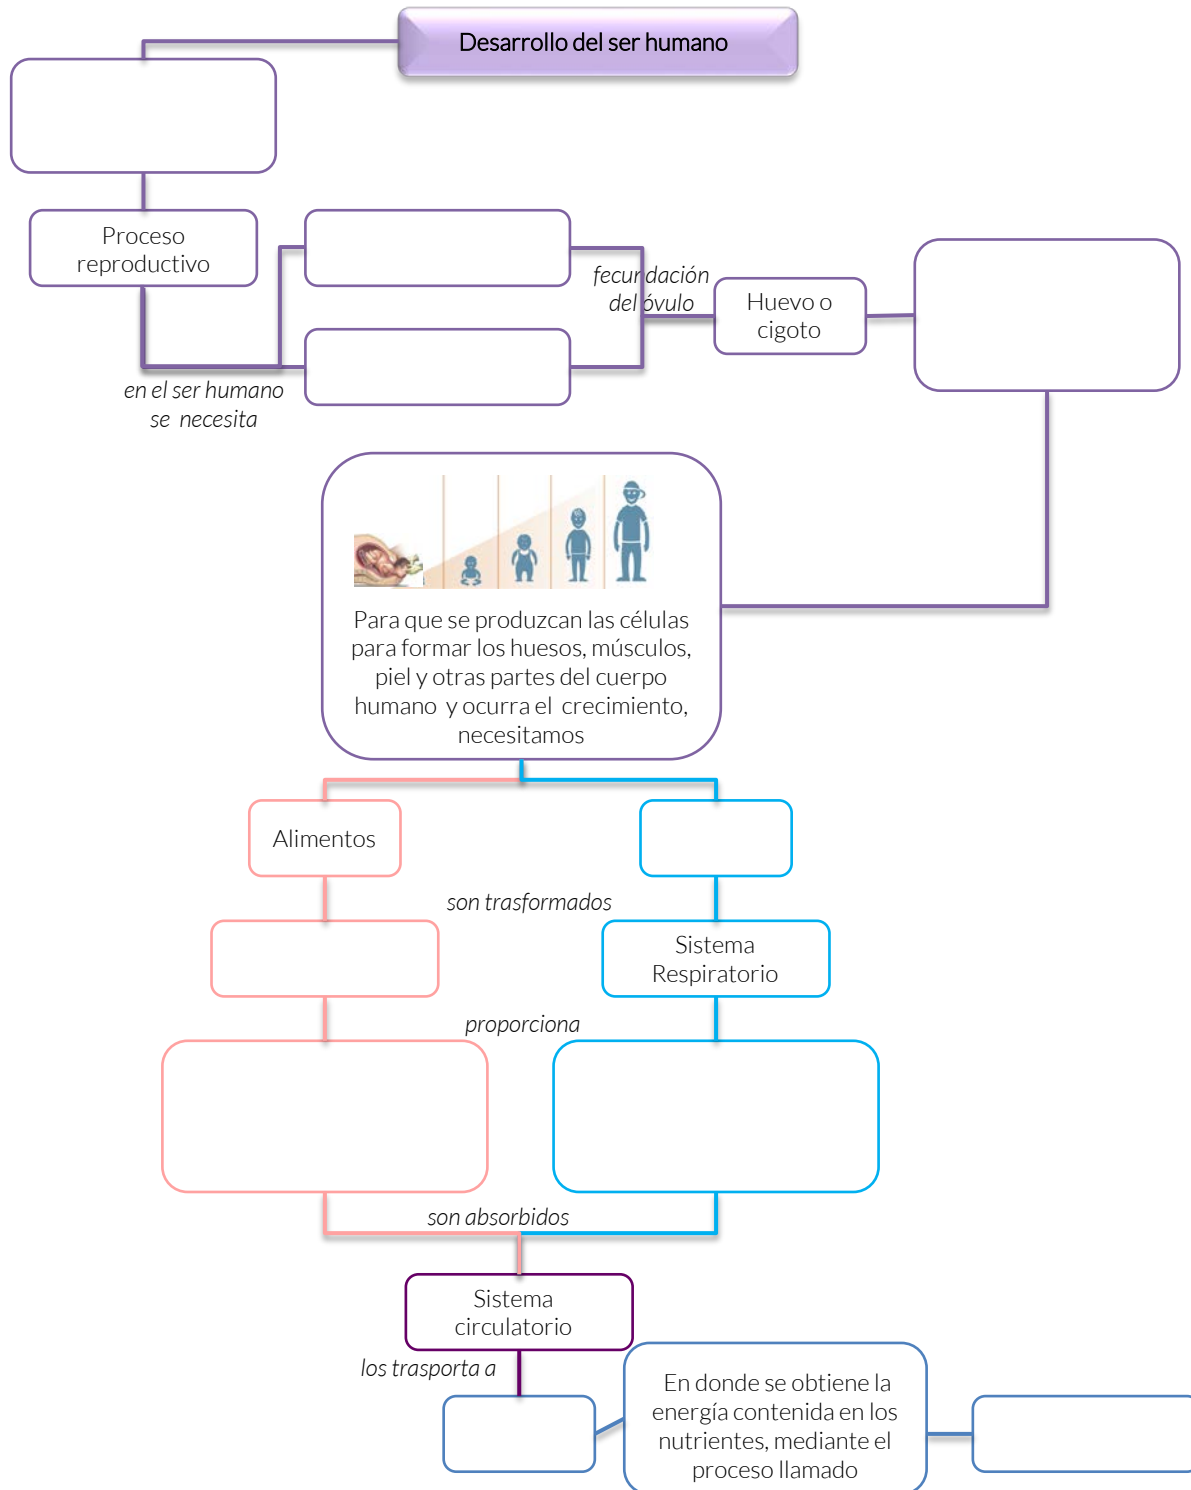 Desarrollo del ser humano
Proceso
reproductivo
en el ser humano
se necesita
fecundación
del óvulo
Huevo o
cigoto
Para que se produzcan las células
para formar los huesos, músculos,
piel y otras partes del cuerpo
humano y ocurra el crecimiento,
necesitamos
Alimentos
son trasformados
Sistema
Respiratorio
proporciona
son absorbidos
Sistema
circulatorio
los trasporta a
En donde se obtiene la
energía contenida en los
nutrientes, mediante el
proceso llamado